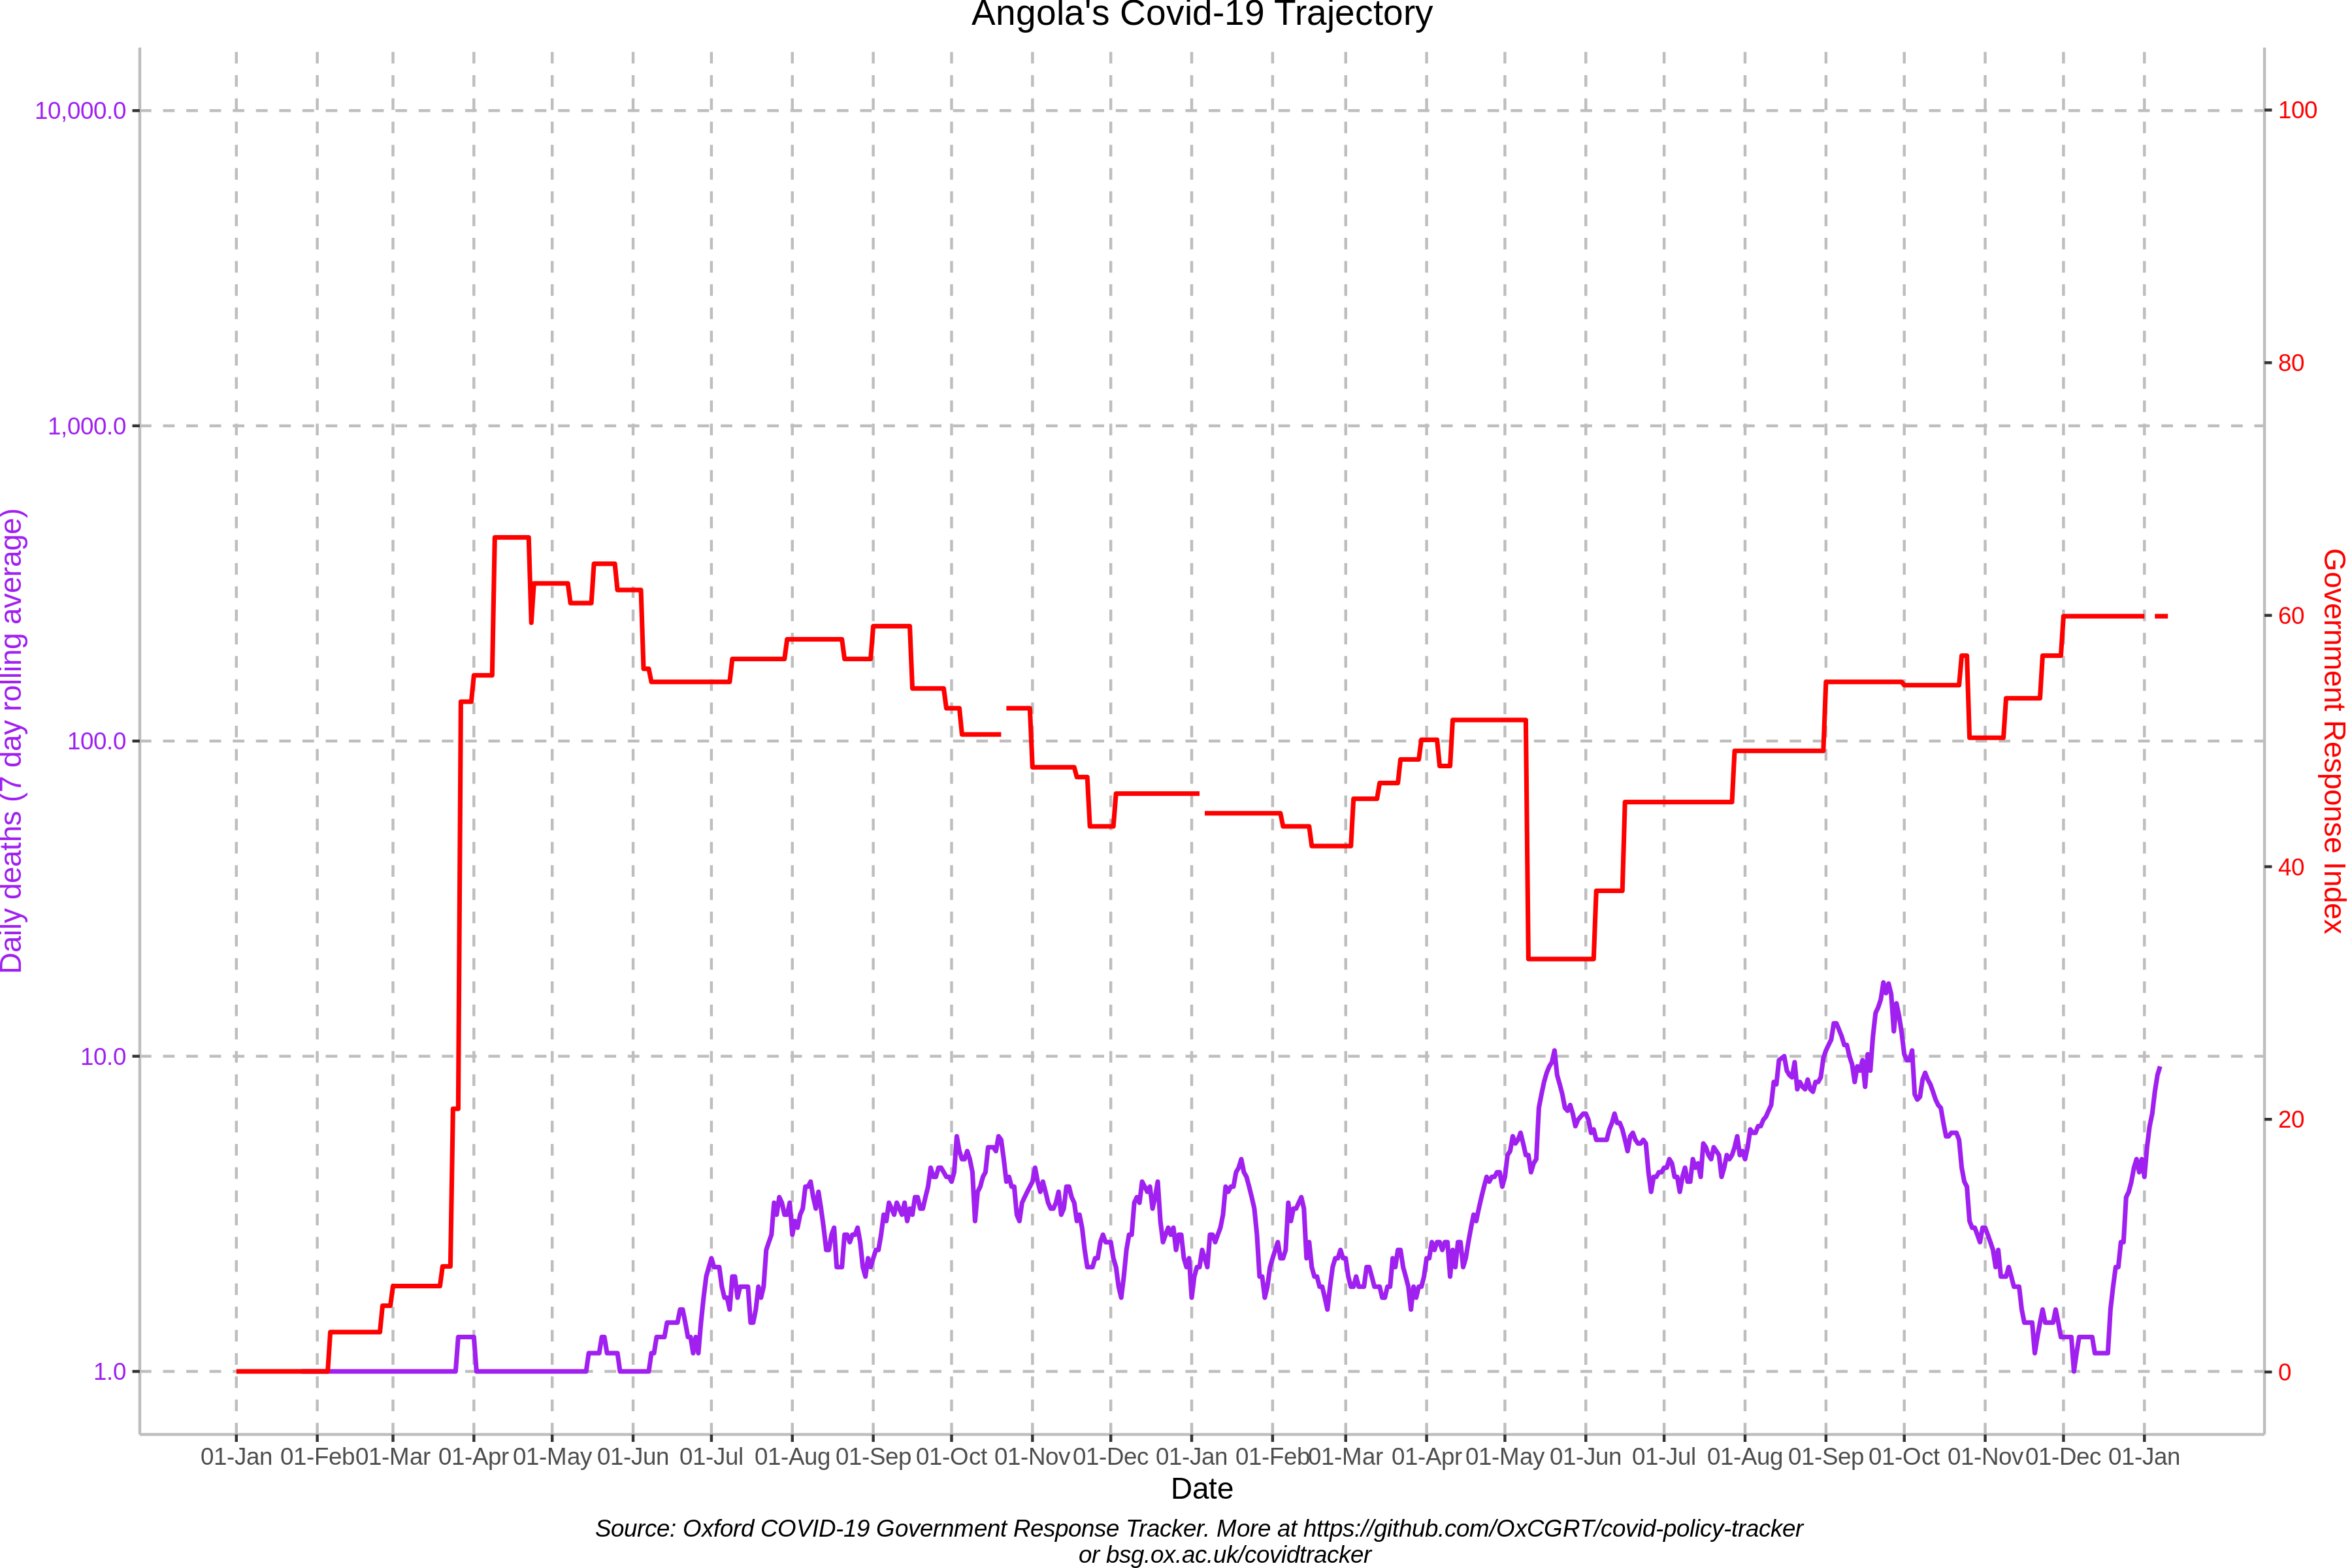 Angola's Covid-19 Trajectory
10,000.0
1,000.0
100.0
10.0
1.0
Daily deaths (7 day rolling average)
100
80
60
40
20
0
Government Response Index
01-Jan 01-Feb 01-Mar 01-Apr 01-May 01-Jun 01-Jul 01-Aug 01-Sep 01-Oct 01-Nov 01-Dec 01-Jan 01-Feb 01-Mar 01-Apr 01-May 01-Jun 01-Jul 01-Aug 01-Sep 01-Oct 01-Nov 01-Dec 01-Jan
Date
Source: Oxford COVID-19 Government Response Tracker. More at https://github.com/OxCGRT/covid-policy-tracker
or bsg.ox.ac.uk/covidtracker